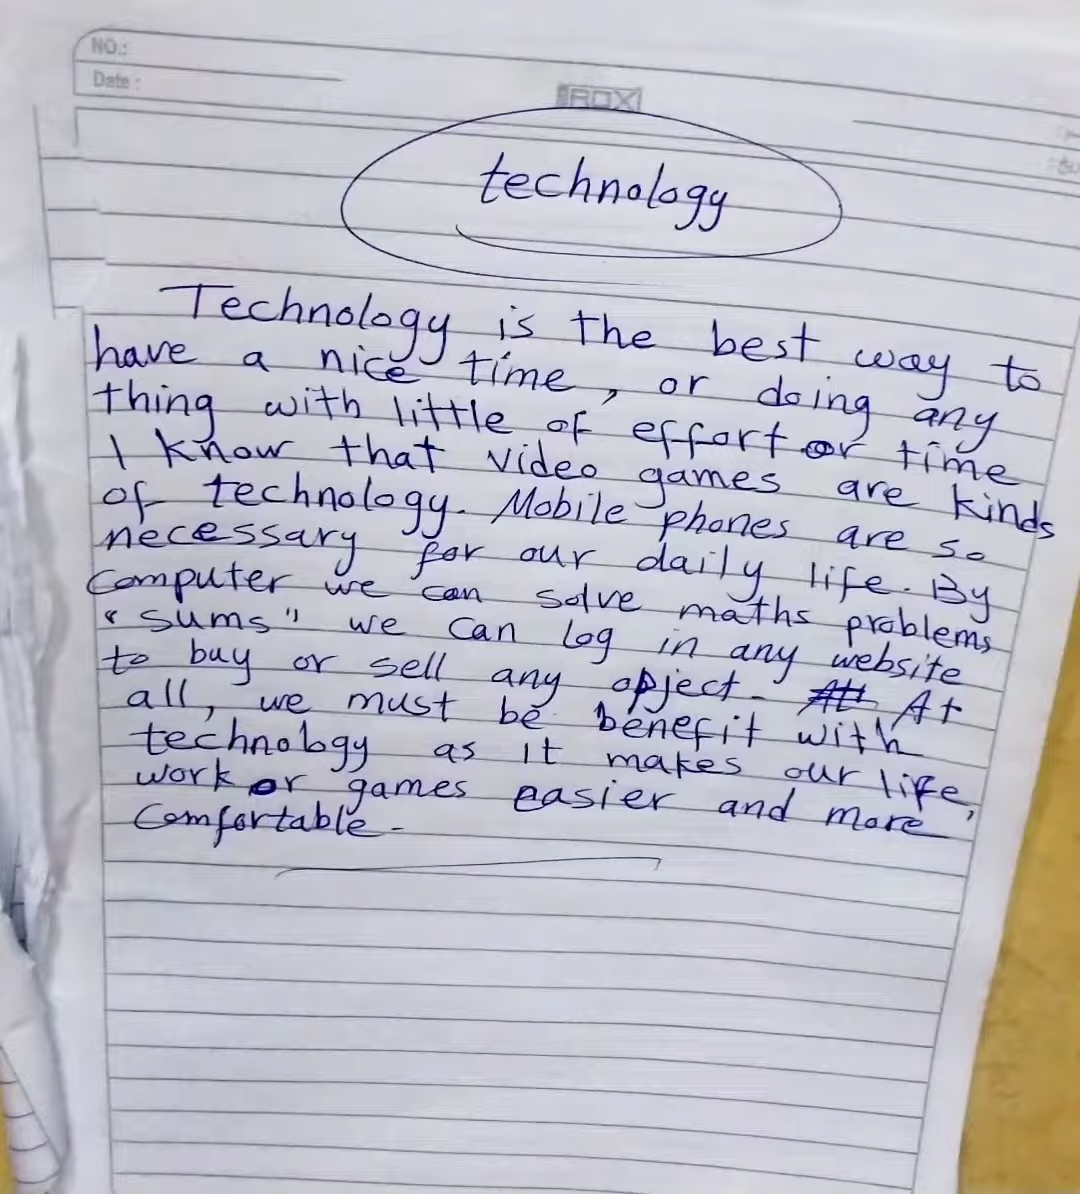 NO.:
Date :
ROX
technology
Technology is the best way to
have a nice time, or doing any
thing with little of effort or time
I know that video games are kinds
of technology. Mobile phones are so
necessary for our daily life. By
Computer we can solve maths problems
"sums" we can log in any website
to buy or sell any opject. At
all, we must be benefit with
technology as it makes our life,
work or games easier and more
Comfortable.